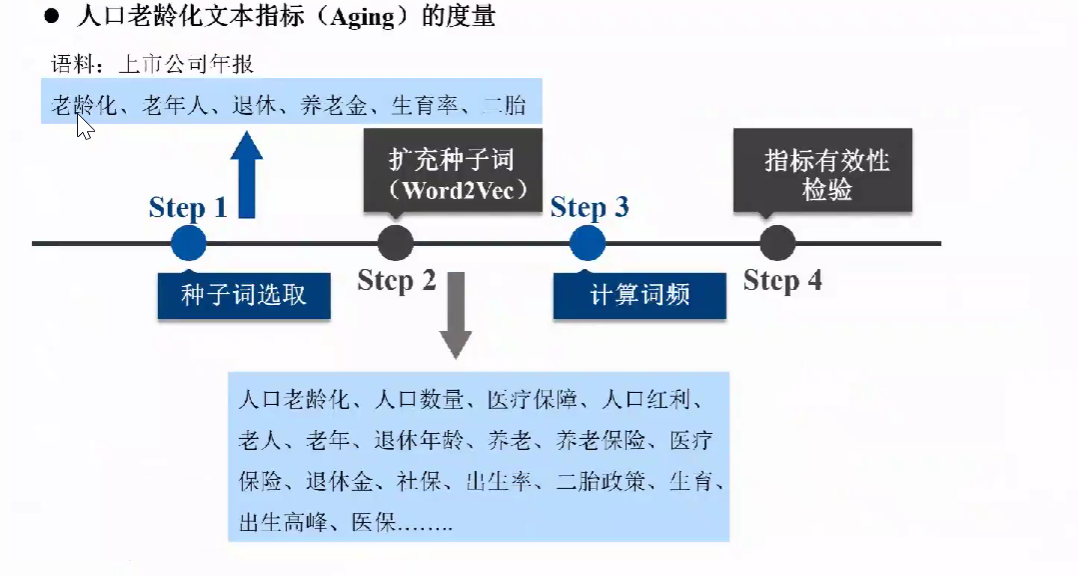 ● 人口老龄化文本指标（Aging）的度量
语料：上市公司年报
老龄化、老年人、退休、养老金、生育率、二胎
Step 1
种子词选取
扩充种子词
（Word2Vec）
Step 2
人口老龄化、人口数量、医疗保障、人口红利、
老人、老年、退休年龄、养老、养老保险、医疗
保险、退休金、社保、出生率、二胎政策、生育、
出生高峰、医保........
Step 3
计算词频
指标有效性
检验
Step 4